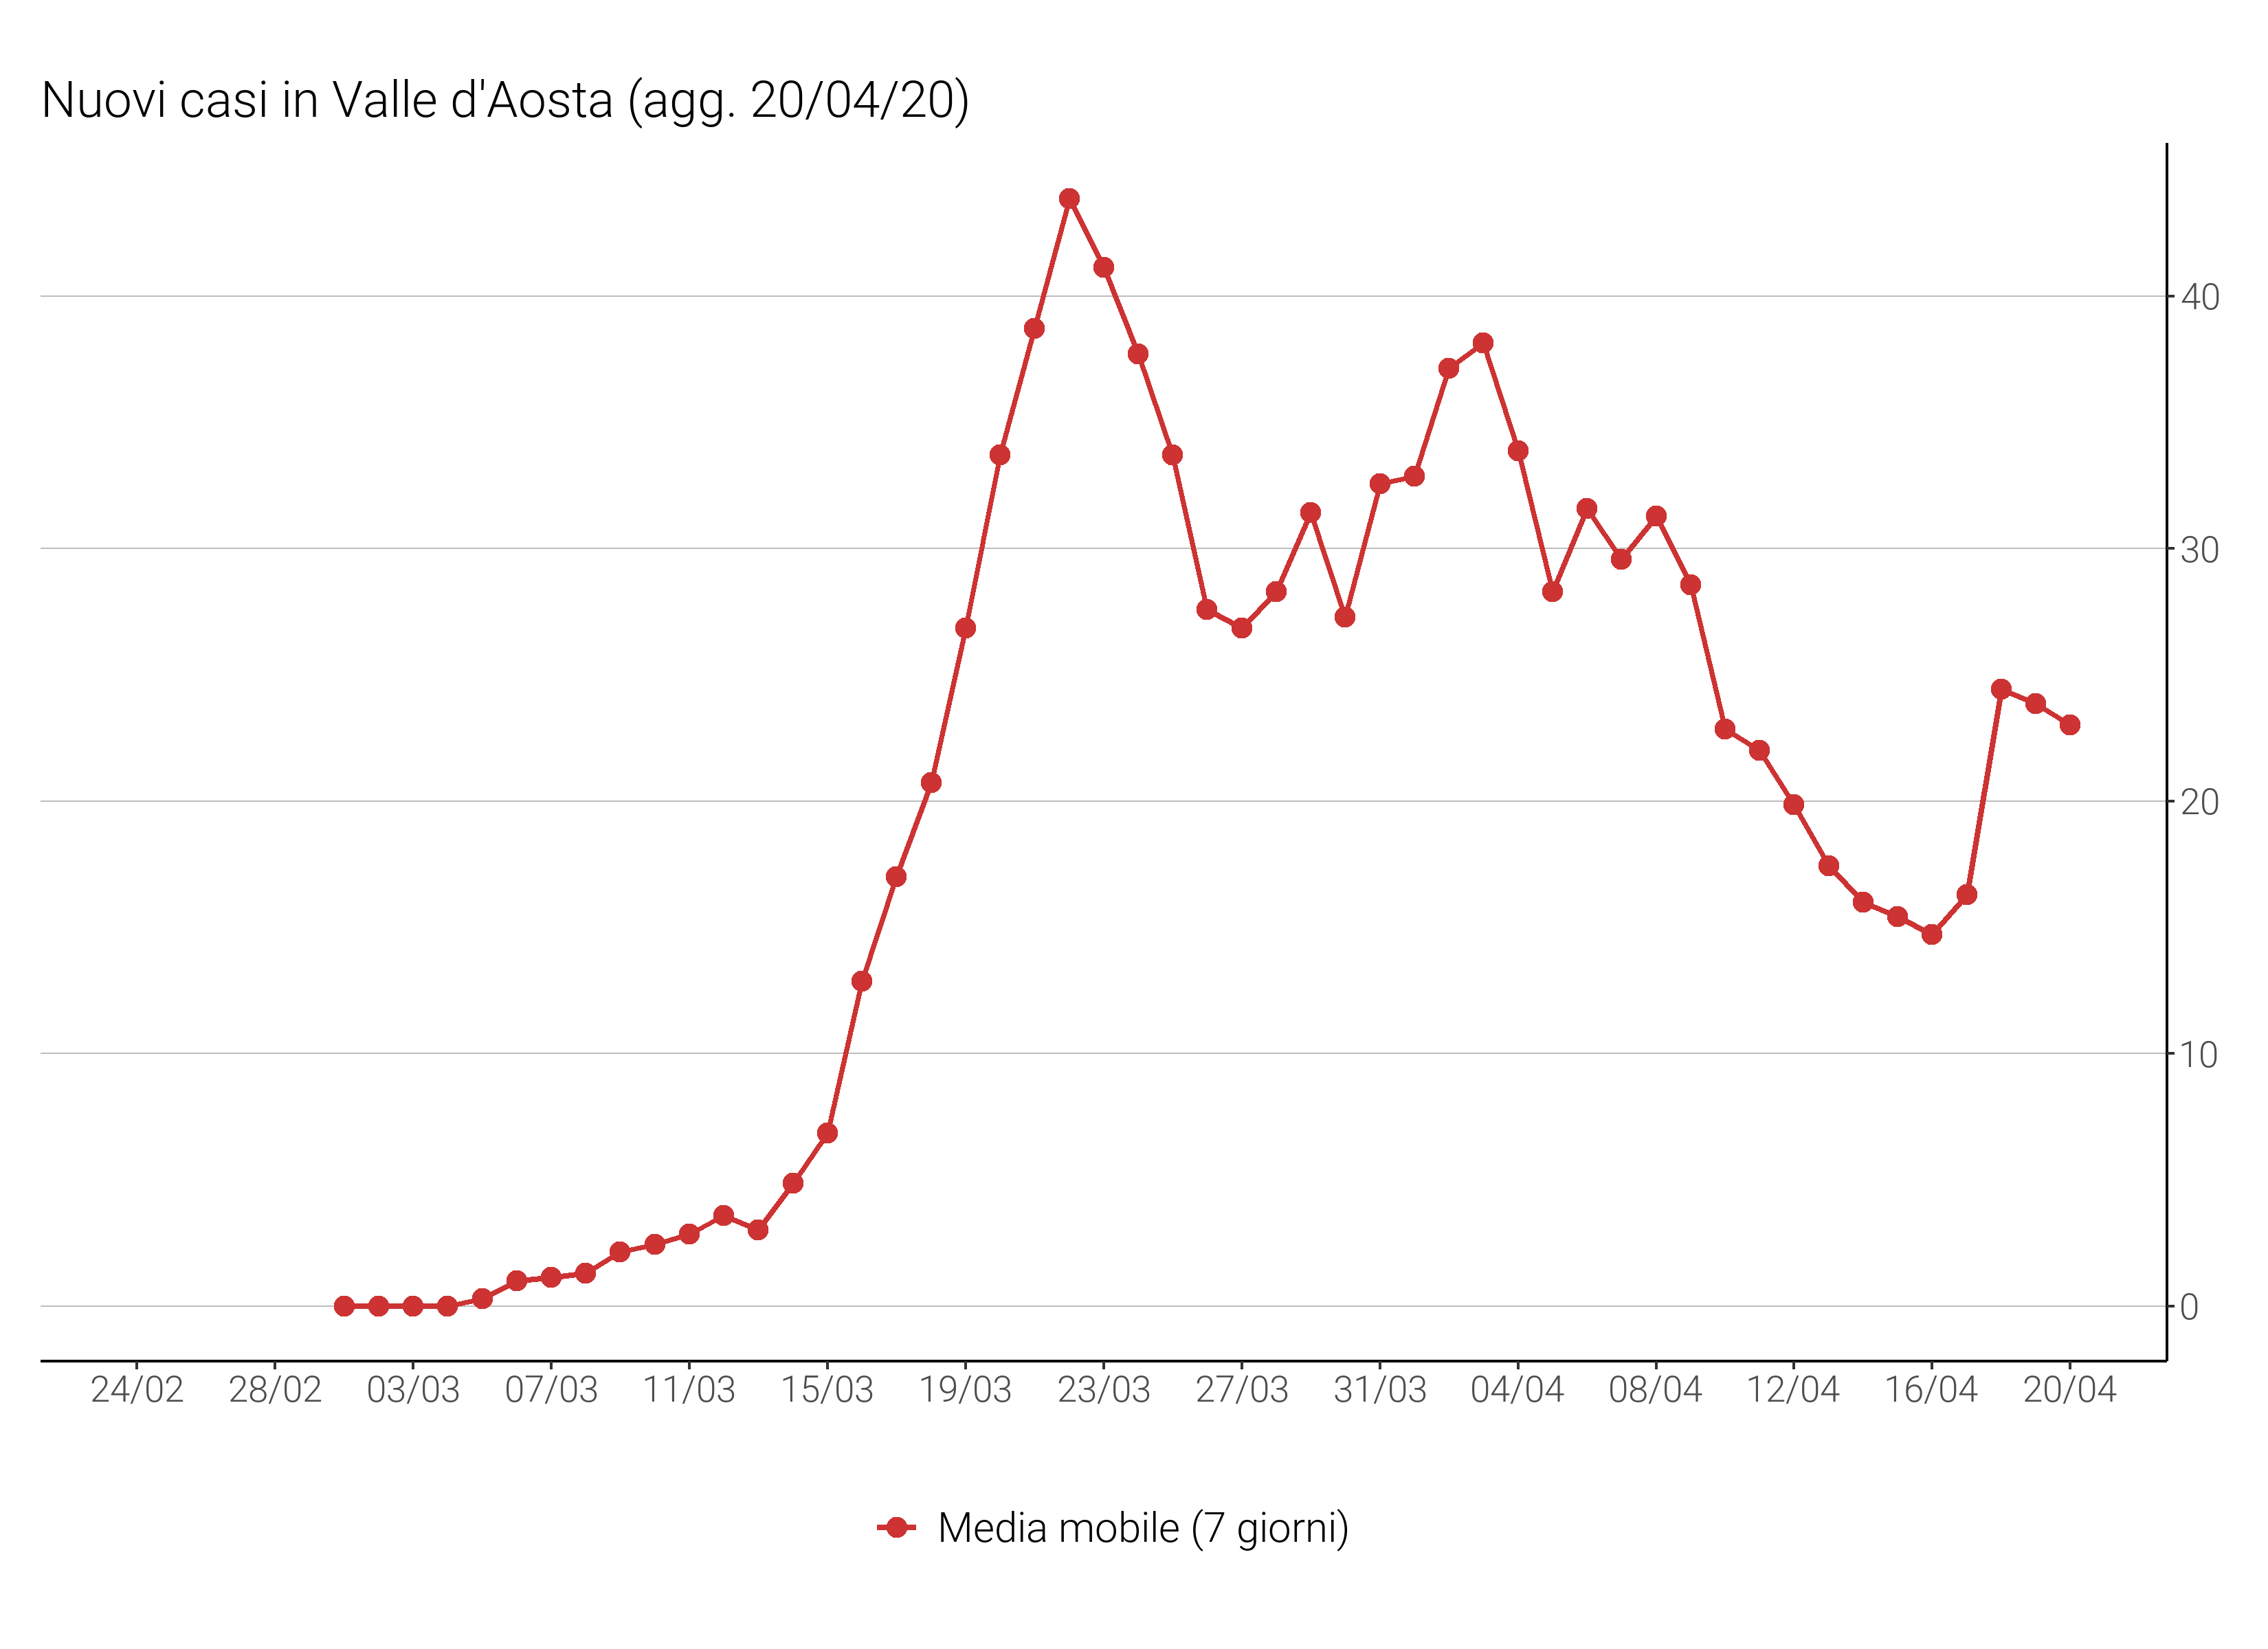 Nuovi casi in Valle d'Aosta (agg. 20/04/20)
40
30
20
10
0
24/02 28/02 03/03 07/03 11/03 15/03 19/03 23/03 27/03 31/03 04/04 08/04 12/04 16/04 20/04
Media mobile (7 giorni)